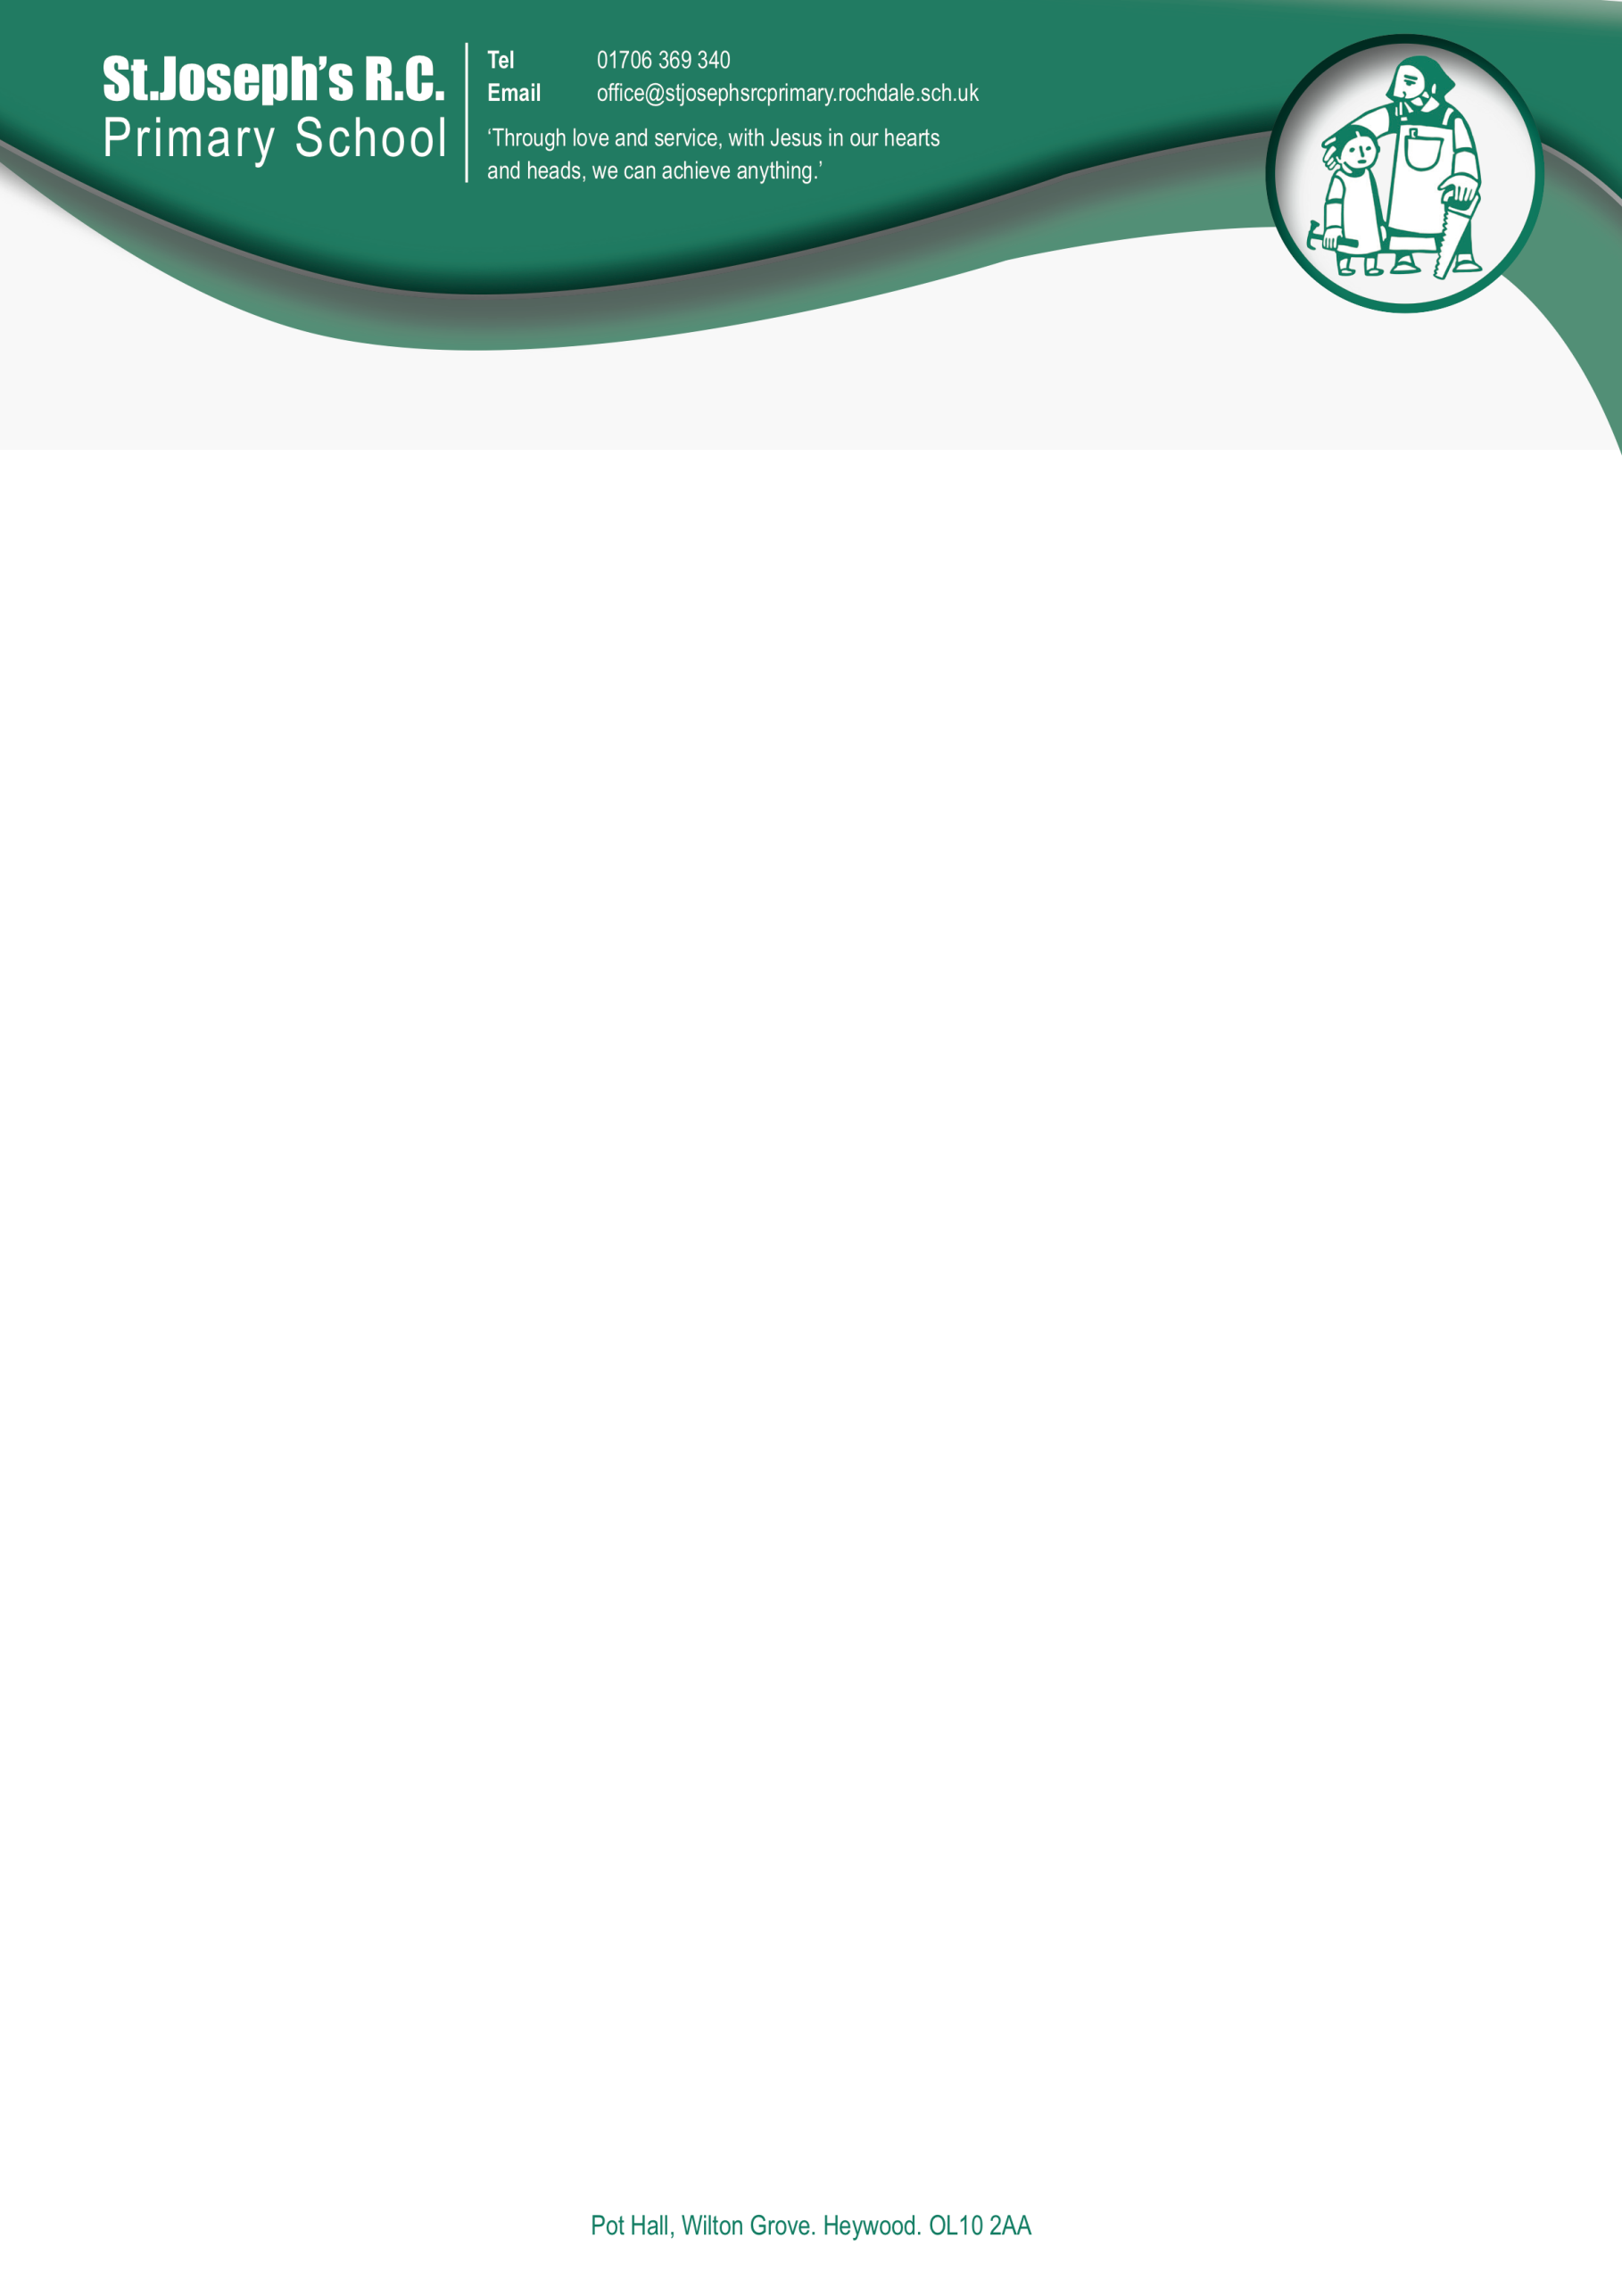 St.Joseph’s R.C.
Primary School
Tel 01706 369 340
Email office@stjosephsrcprimary.rochdale.sch.uk
‘Through love and service, with Jesus in our hearts
and heads, we can achieve anything.’
Pot Hall, Wilton Grove. Heywood. OL10 2AA